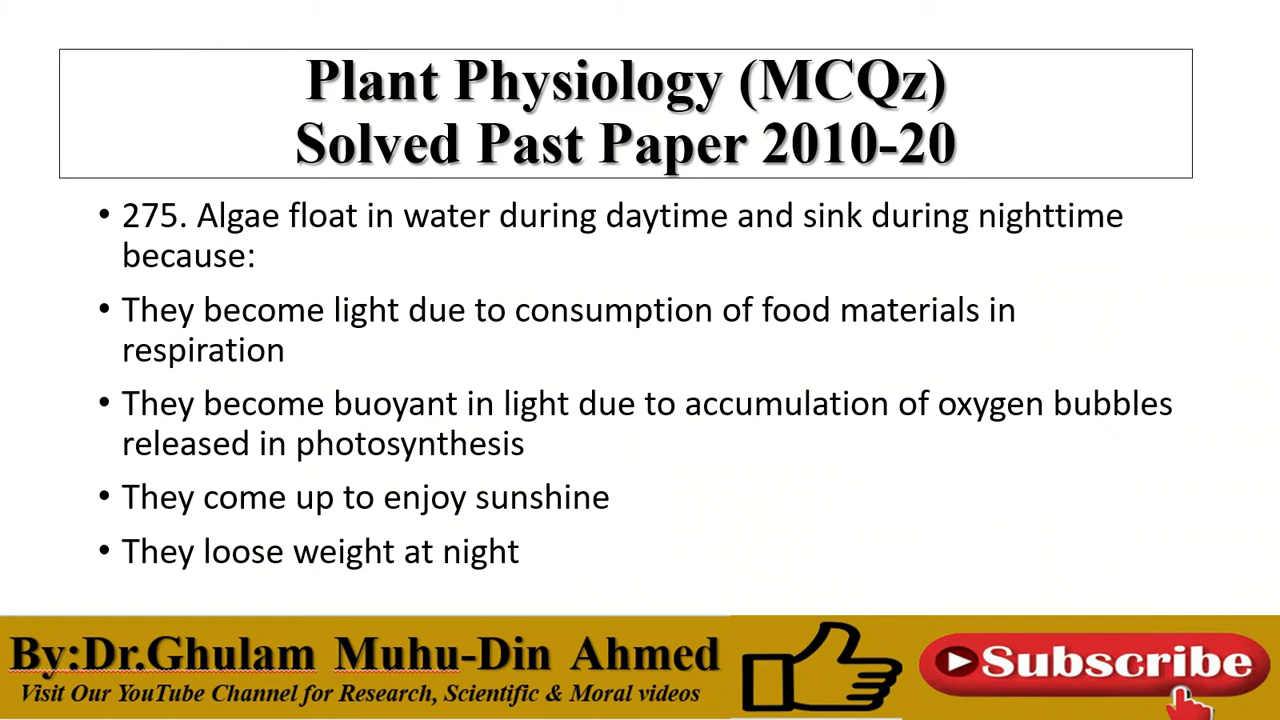 Plant Physiology (MCQz)
Solved Past Paper 2010-20
• 275. Algae float in water during daytime and sink during nighttime
because:
• They become light due to consumption of food materials in
respiration
• They become buoyant in light due to accumulation of oxygen bubbles
released in photosynthesis
• They come up to enjoy sunshine
• They loose weight at night
By:Dr.Ghulam Muhu-Din Ahmed
Visit Our YouTube Channel for Research, Scientific & Moral videos
Subscribe